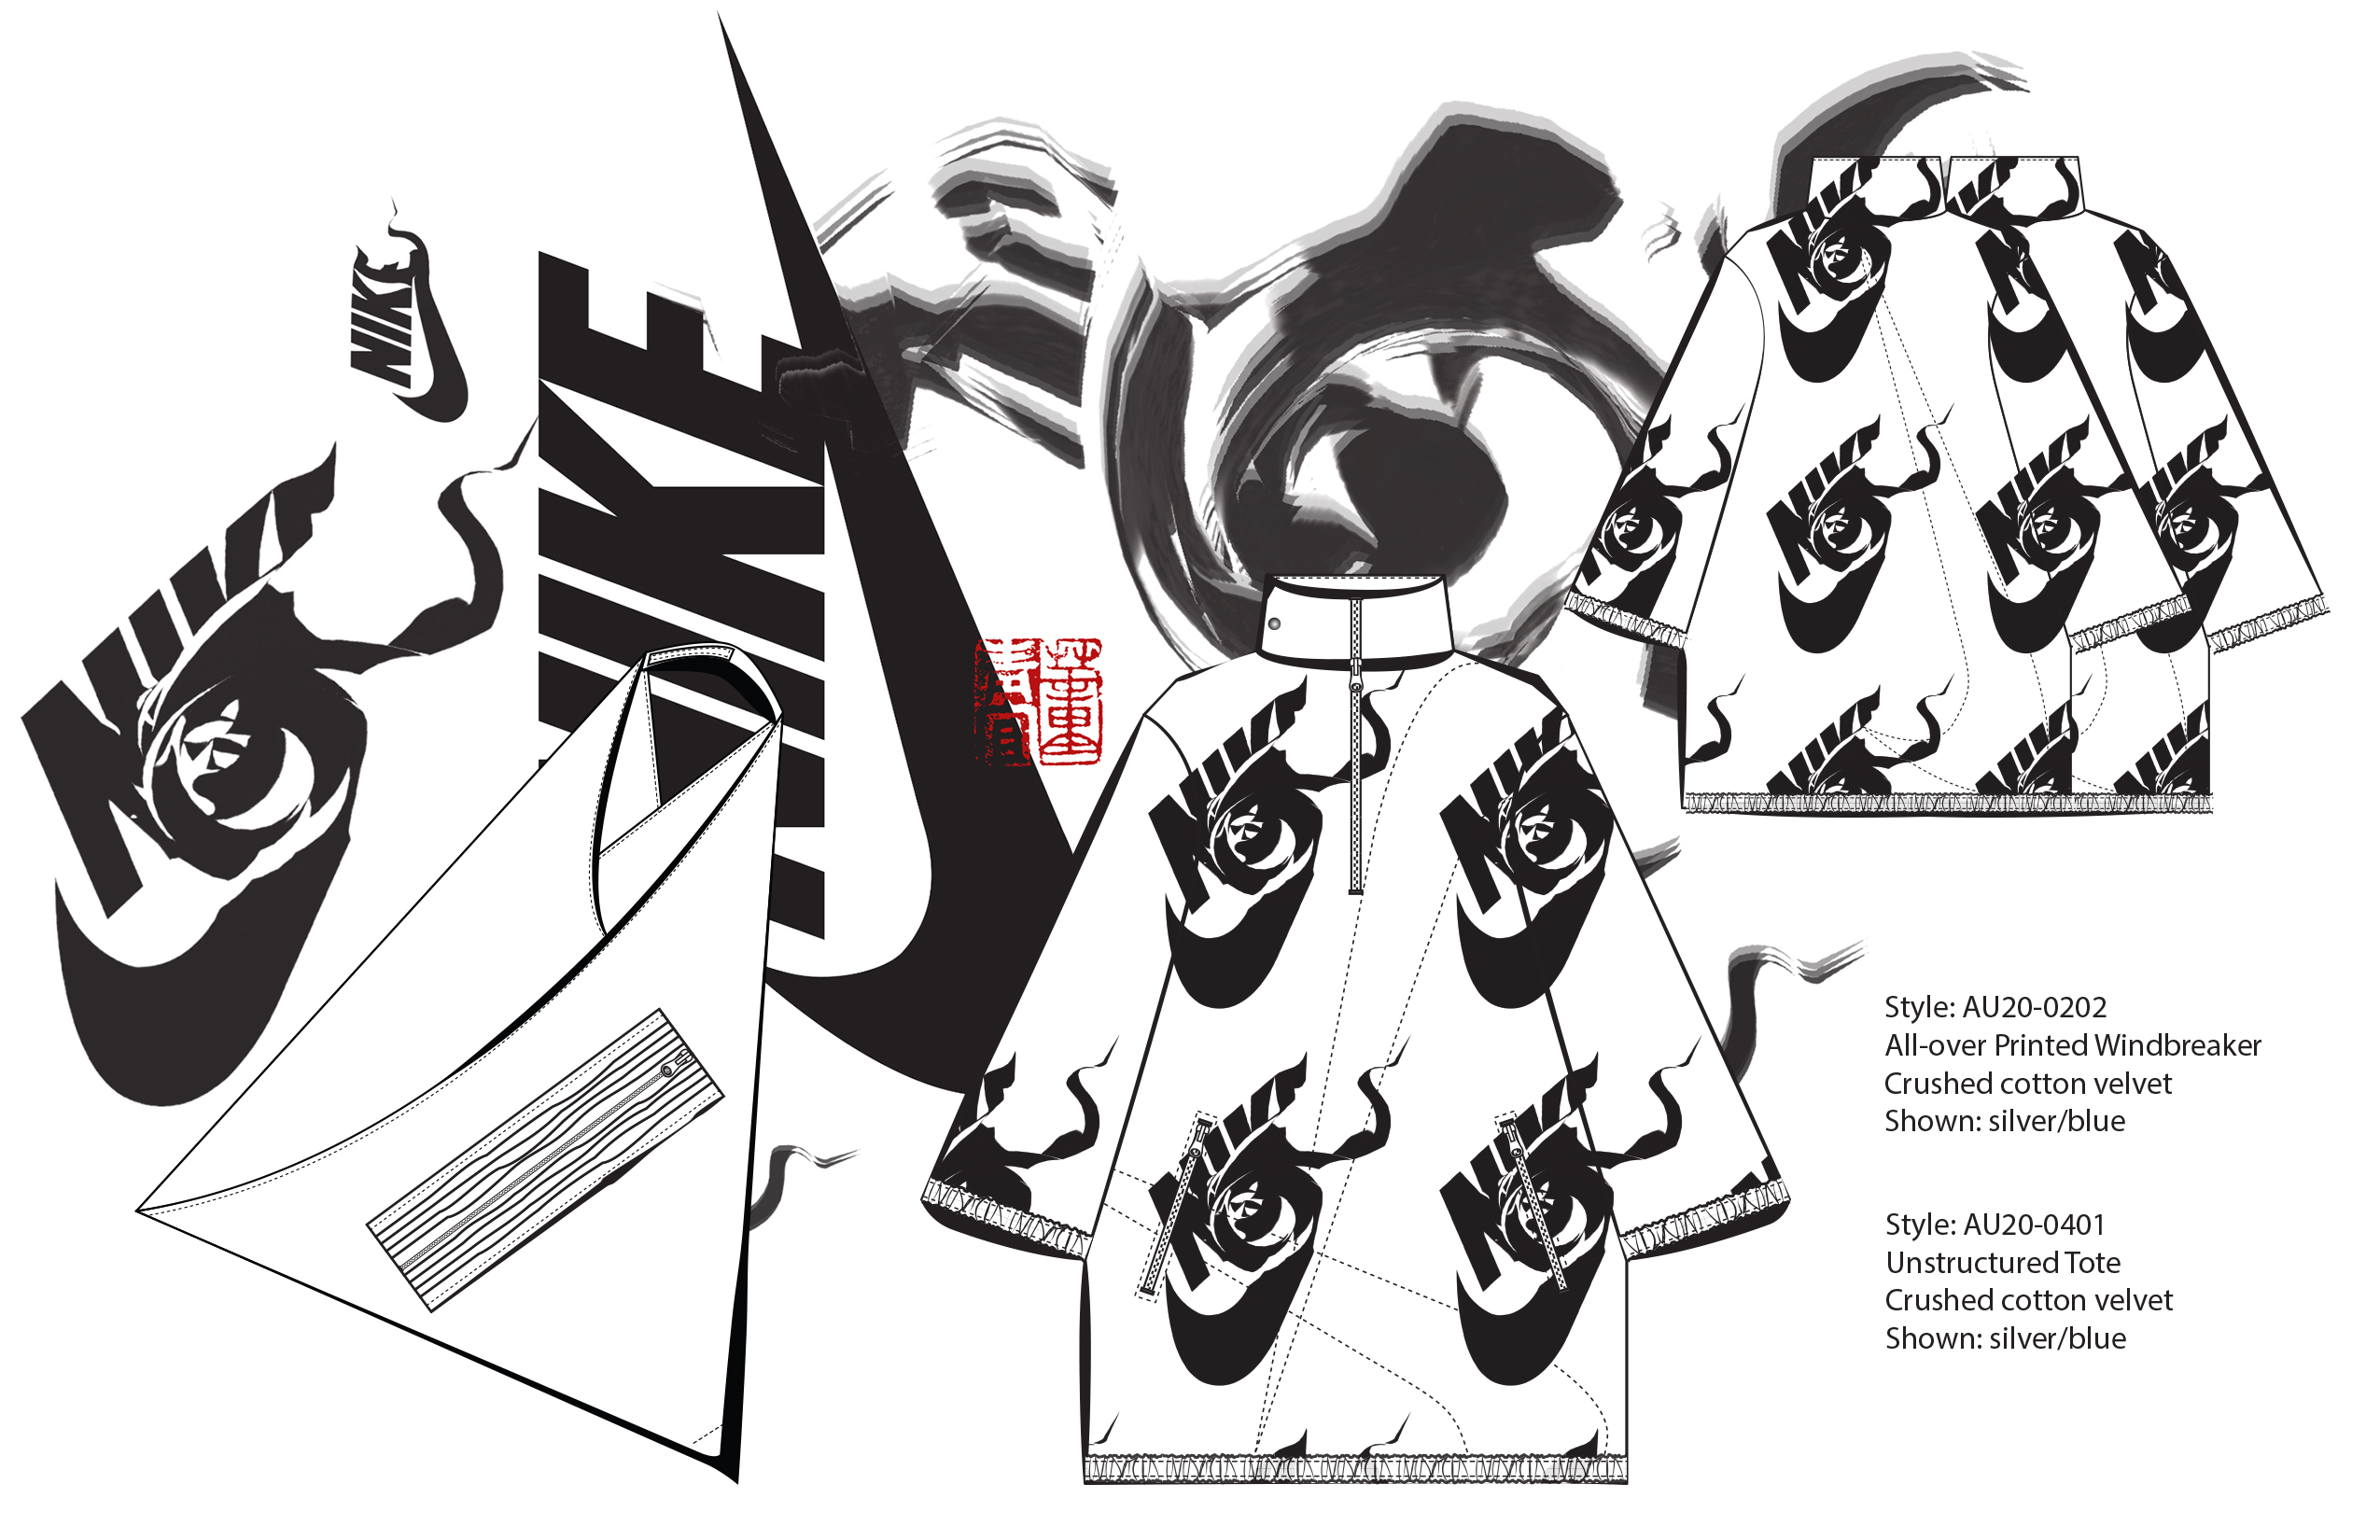 NIKE
NIKE
NIKE
董
Style: AU20-0202
All-over Printed Windbreaker
Crushed cotton velvet
Shown: silver/blue
Style: AU20-0401
Unstructured Tote
Crushed cotton velvet
Shown: silver/blue